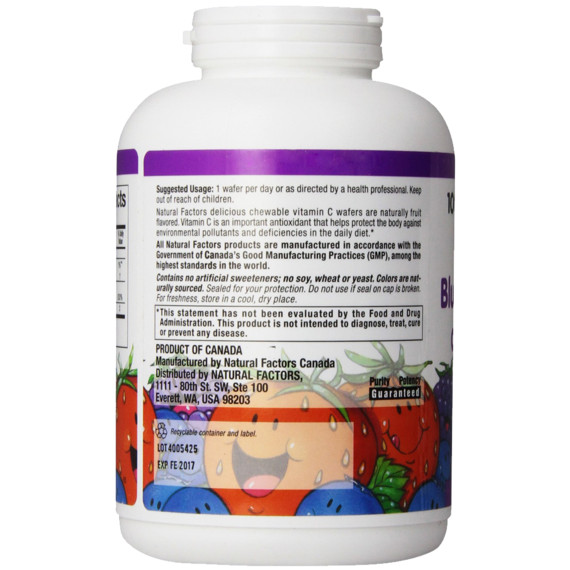 Suggested Usage: 1 wafer per day or as directed by a health professional. Keep
out of reach of children.
Natural Factors delicious chewable vitamin C wafers are naturally fruit
flavored. Vitamin C is an important antioxidant that helps protect the body against
environmental pollutants and deficiencies in the daily diet.*
All Natural Factors products are manufactured in accordance with the
Government of Canada's Good Manufacturing Practices (GMP), among the
highest standards in the world.
Contains no artificial sweeteners; no soy, wheat or yeast. Colors are nat-
urally sourced. Sealed for your protection. Do not use if seal on cap is broken.
For freshness, store in a cool, dry place.
*This statement has not been evaluated by the Food and Drug
Administration. This product is not intended to diagnose, treat, cure
or prevent any disease.
PRODUCT OF CANADA
Manufactured by Natural Factors Canada
Distributed by NATURAL FACTORS,
1111 - 80th St. SW, Ste 100
Everett, WA, USA 98203
Purity Potency
Guaranteed
Recyclable container and label.
LOT 4005425
EXP FE 2017